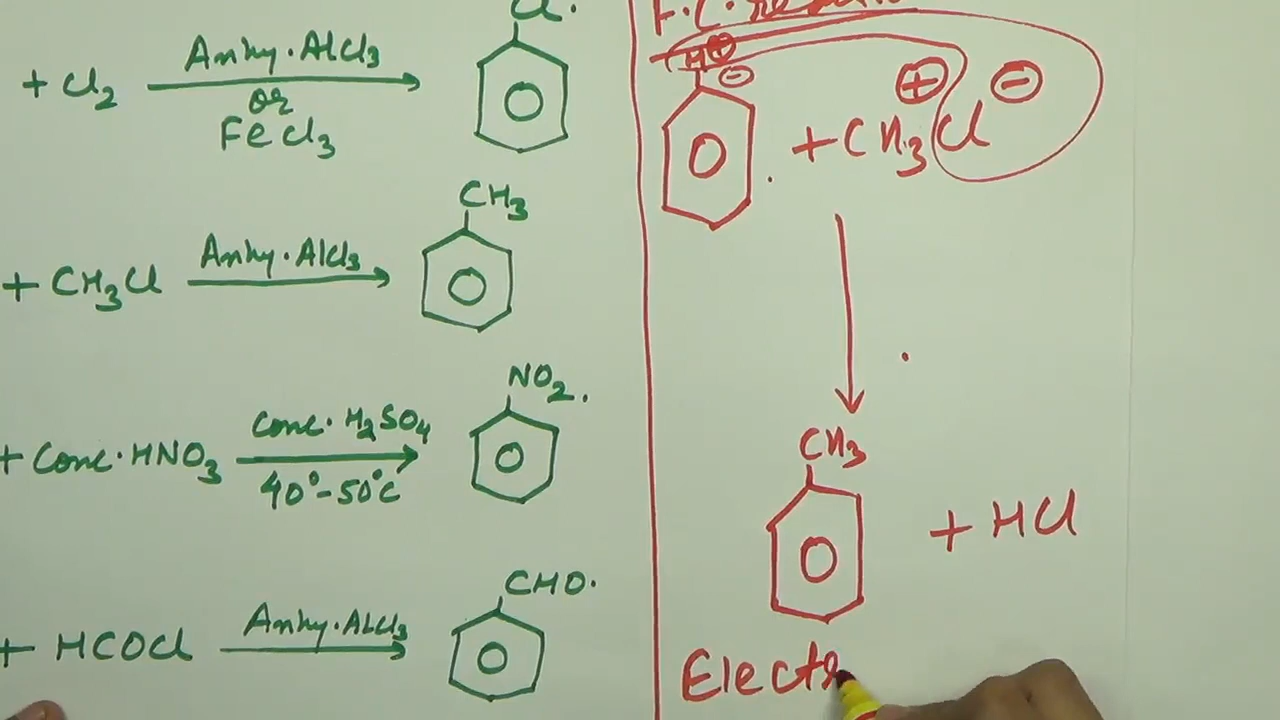 Cl.
+ Cl2 Anhy. AlCl3
or
FeCl3
CH3
+ CH3Cl Anhy. AlCl3
NO2.
+ Conc. HNO3 Conc. H2SO4
40°-50°C
CHO.
+ HCOCl Anhy. AlCl3
F.C.
H ⊕
⊖
⊕ ⊖
+ CH3Cl
CH3
+ HCl
Electr